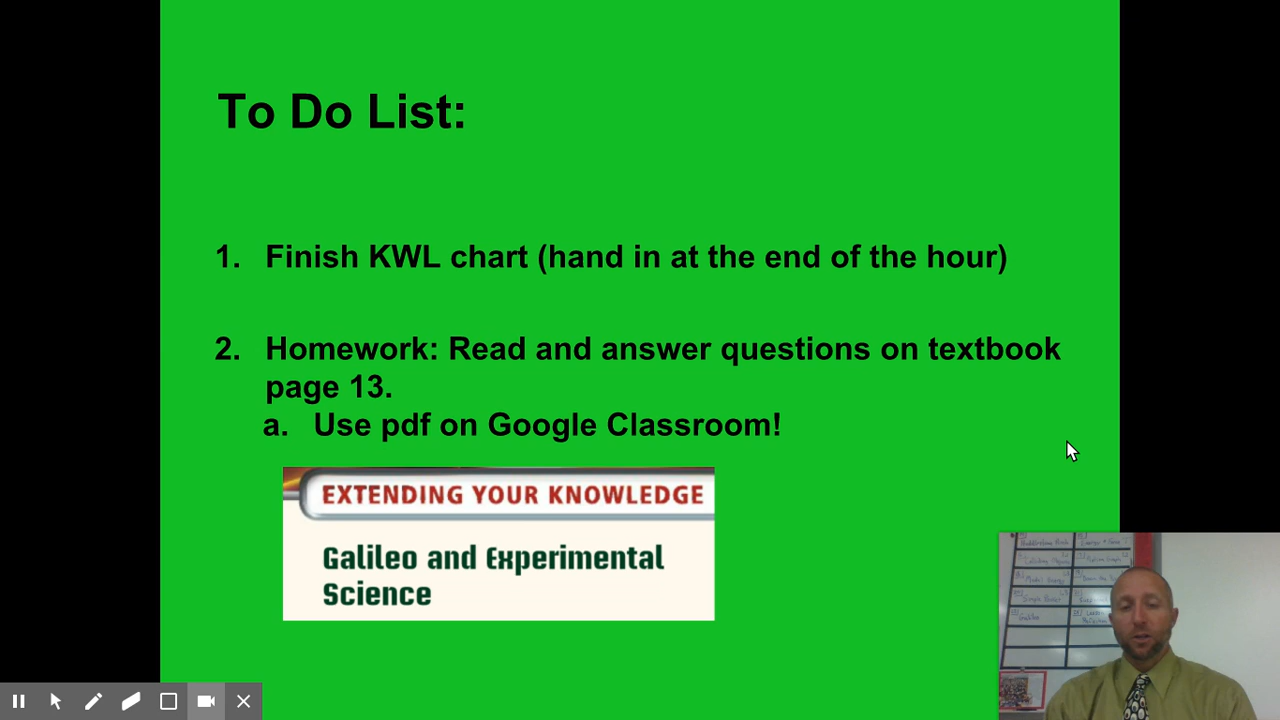 To Do List:
1. Finish KWL chart (hand in at the end of the hour)
2. Homework: Read and answer questions on textbook
page 13.
a. Use pdf on Google Classroom!
EXTENDING YOUR KNOWLEDGE
Galileo and Experimental
Science